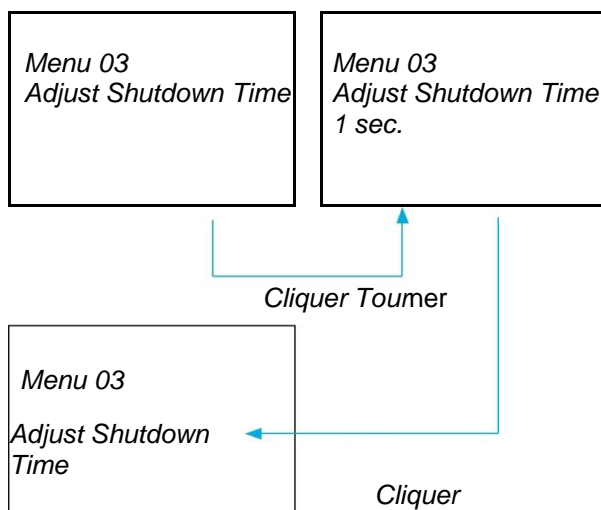 Menu 03
Adjust Shutdown Time
Menu 03
Adjust Shutdown Time
1 sec.
Cliquer Tourner
Menu 03
Adjust Shutdown
Time
Cliquer